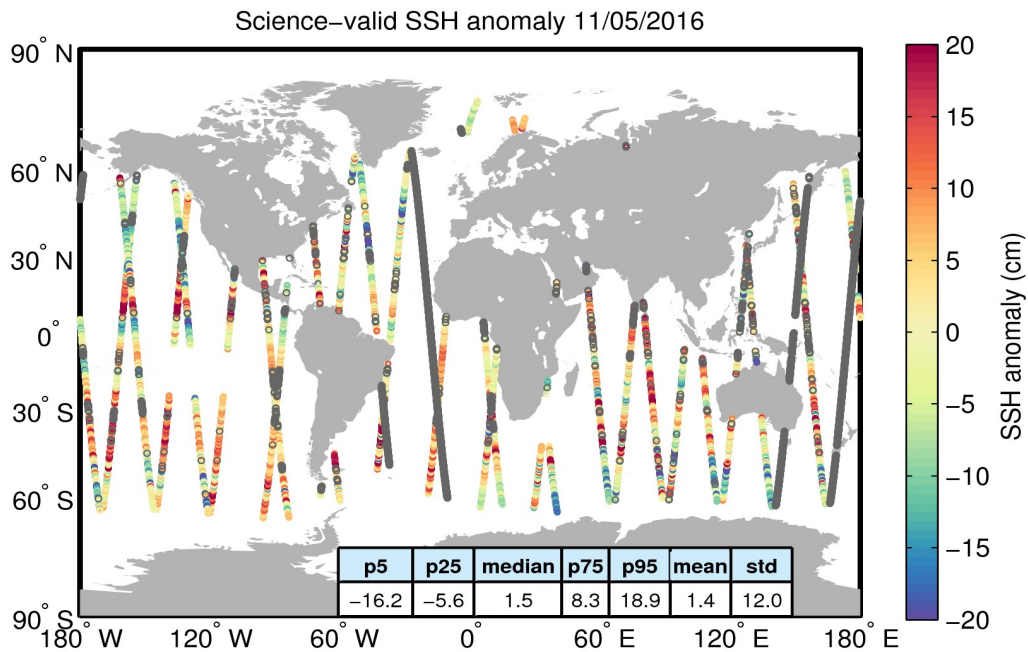 Science−valid SSH anomaly 11/05/2016
90° N
60° N
30° N
0°
30° S
60° S
90° S
180° W
120° W
60° W
0°
60° E
120° E
180° E
p5 p25 median p75 p95 mean std
−16.2 −5.6 1.5 8.3 18.9 1.4 12.0
20
15
10
5
0
−5
−10
−15
−20
SSH anomaly (cm)